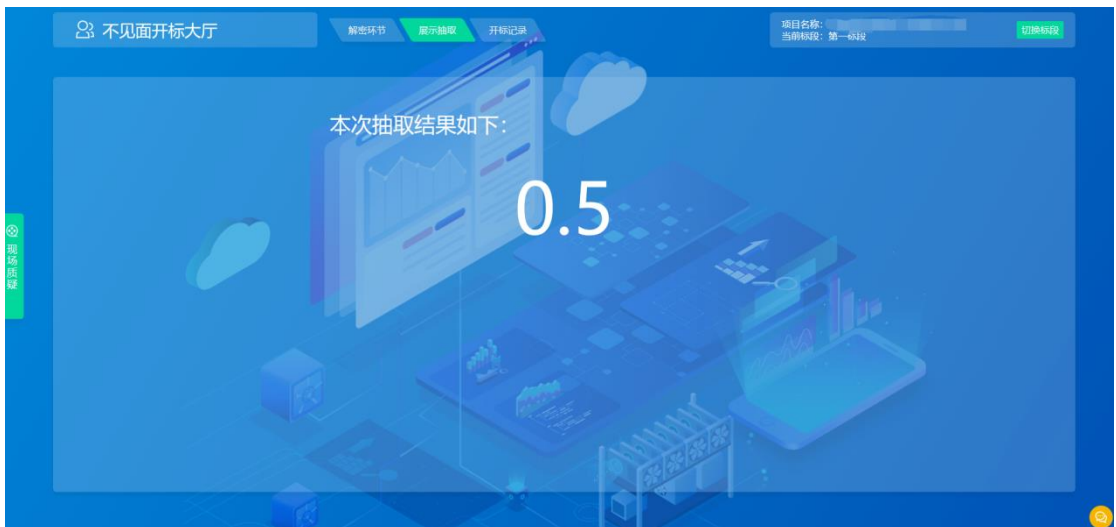 不见面开标大厅
解密环节
展示抽取
开标记录
项目名称：
当前标段：第一标段
切换标段
本次抽取结果如下：
0.5
现场质疑